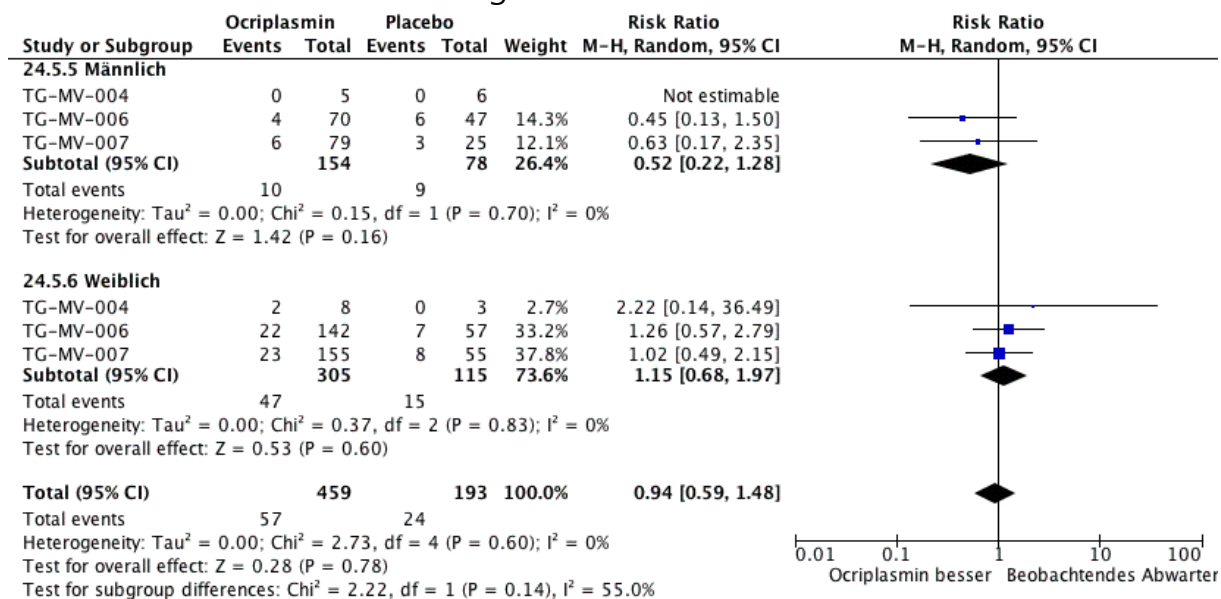 Ocriplasmin Placebo Risk Ratio Risk Ratio
Study or Subgroup Events Total Events Total Weight M-H, Random, 95% CI M-H, Random, 95% CI
24.5.5 Männlich
TG-MV-004 0 5 0 6 Not estimable
TG-MV-006 4 70 6 47 14.3% 0.45 [0.13, 1.50]
TG-MV-007 6 79 3 25 12.1% 0.63 [0.17, 2.35]
Subtotal (95% CI) 154 78 26.4% 0.52 [0.22, 1.28]
Total events 10 9
Heterogeneity: Tau² = 0.00; Chi² = 0.15, df = 1 (P = 0.70); I² = 0%
Test for overall effect: Z = 1.42 (P = 0.16)
24.5.6 Weiblich
TG-MV-004 2 8 0 3 2.7% 2.22 [0.14, 36.49]
TG-MV-006 22 142 7 57 33.2% 1.26 [0.57, 2.79]
TG-MV-007 23 155 8 55 37.8% 1.02 [0.49, 2.15]
Subtotal (95% CI) 305 115 73.6% 1.15 [0.68, 1.97]
Total events 47 15
Heterogeneity: Tau² = 0.00; Chi² = 0.37, df = 2 (P = 0.83); I² = 0%
Test for overall effect: Z = 0.53 (P = 0.60)
Total (95% CI) 459 193 100.0% 0.94 [0.59, 1.48]
Total events 57 24
Heterogeneity: Tau² = 0.00; Chi² = 2.73, df = 4 (P = 0.60); I² = 0%
Test for overall effect: Z = 0.28 (P = 0.78)
Test for subgroup differences: Chi² = 2.22, df = 1 (P = 0.14), I² = 55.0%
0.01 0.1 1 10 100
Ocriplasmin besser Beobachtendes Abwarten